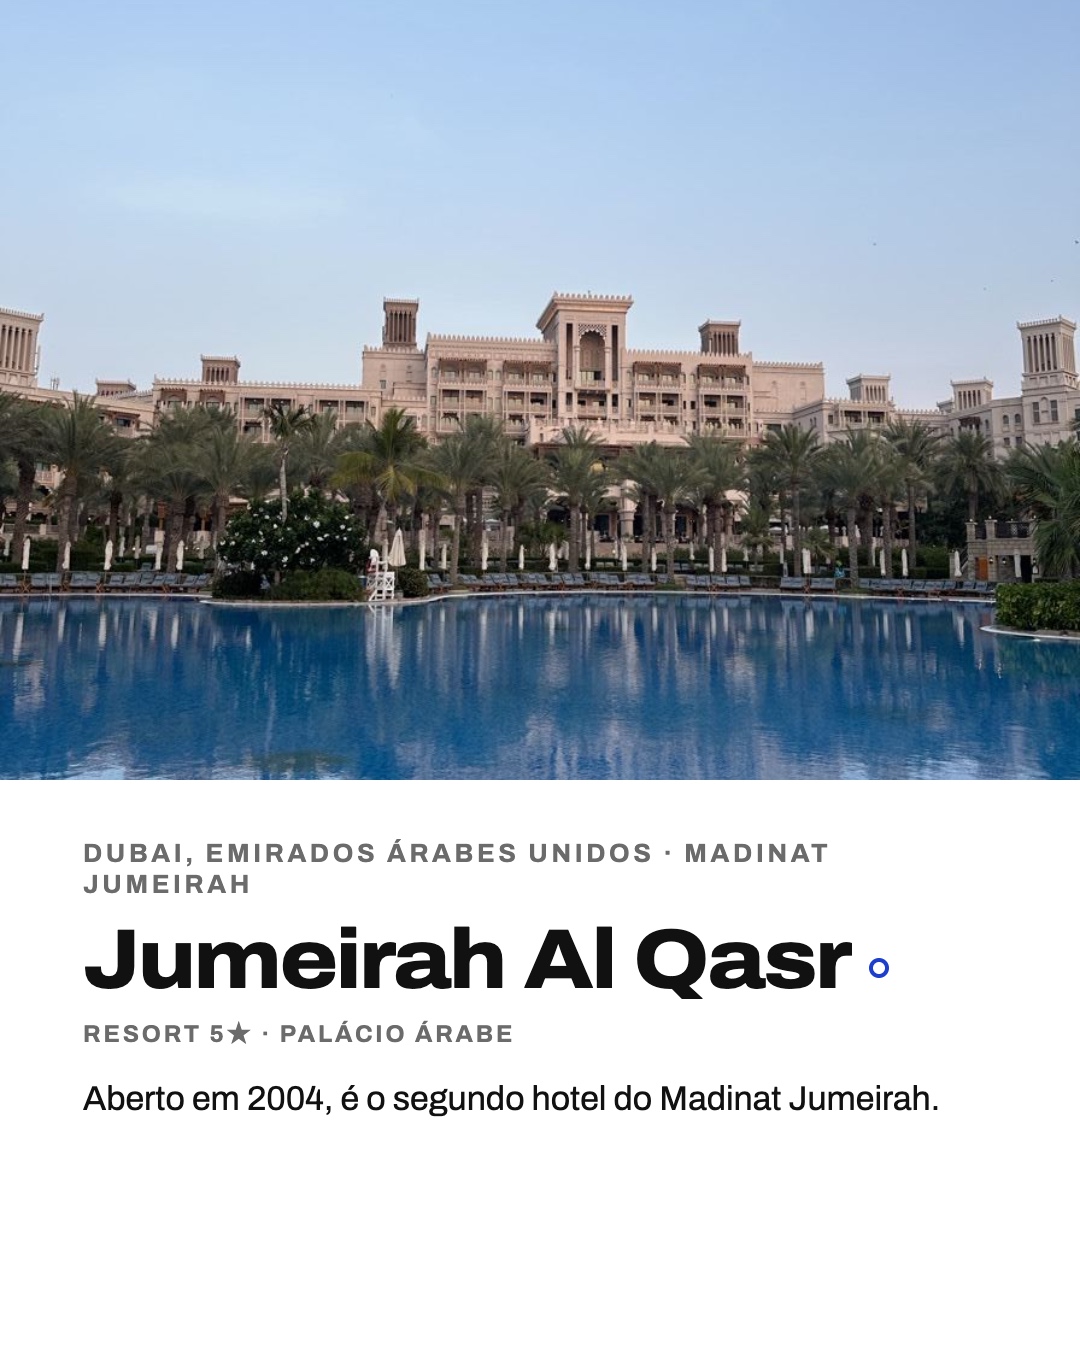 DUBAI, EMIRADOS ÁRABES UNIDOS · MADINAT
JUMEIRAH
Jumeirah Al Qasr
RESORT 5★ · PALÁCIO ÁRABE
Aberto em 2004, é o segundo hotel do Madinat Jumeirah.